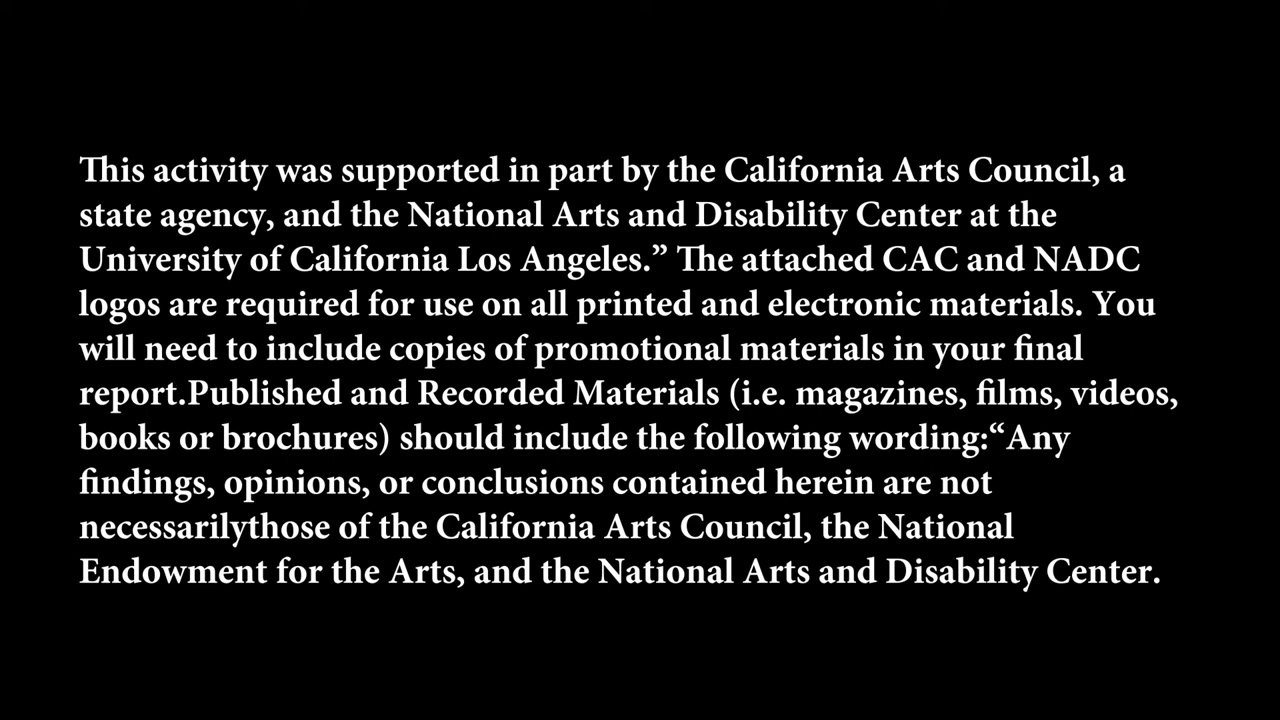 This activity was supported in part by the California Arts Council, a
state agency, and the National Arts and Disability Center at the
University of California Los Angeles.” The attached CAC and NADC
logos are required for use on all printed and electronic materials. You
will need to include copies of promotional materials in your final
report.Published and Recorded Materials (i.e. magazines, films, videos,
books or brochures) should include the following wording:“Any
findings, opinions, or conclusions contained herein are not
necessarilythose of the California Arts Council, the National
Endowment for the Arts, and the National Arts and Disability Center.